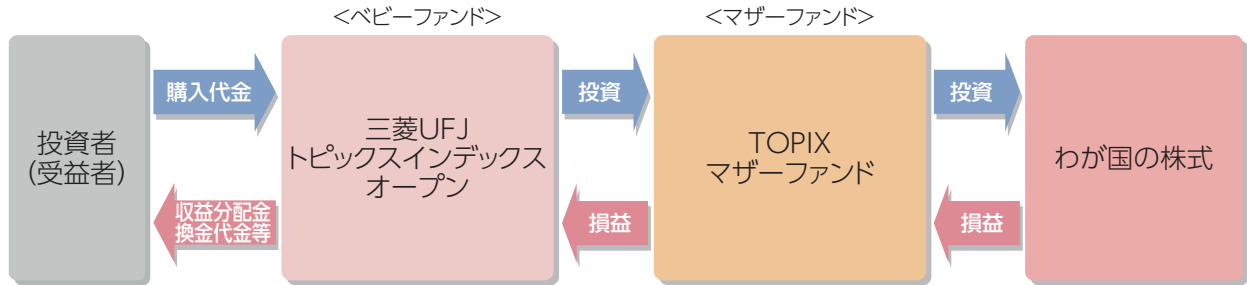 <ベビーファンド>
<マザーファンド>
投資者
(受益者)
購入代金
収益分配金
換金代金等
三菱UFJ
トピックスインデックス
オープン
投資
損益
TOPIX
マザーファンド
投資
損益
わが国の株式